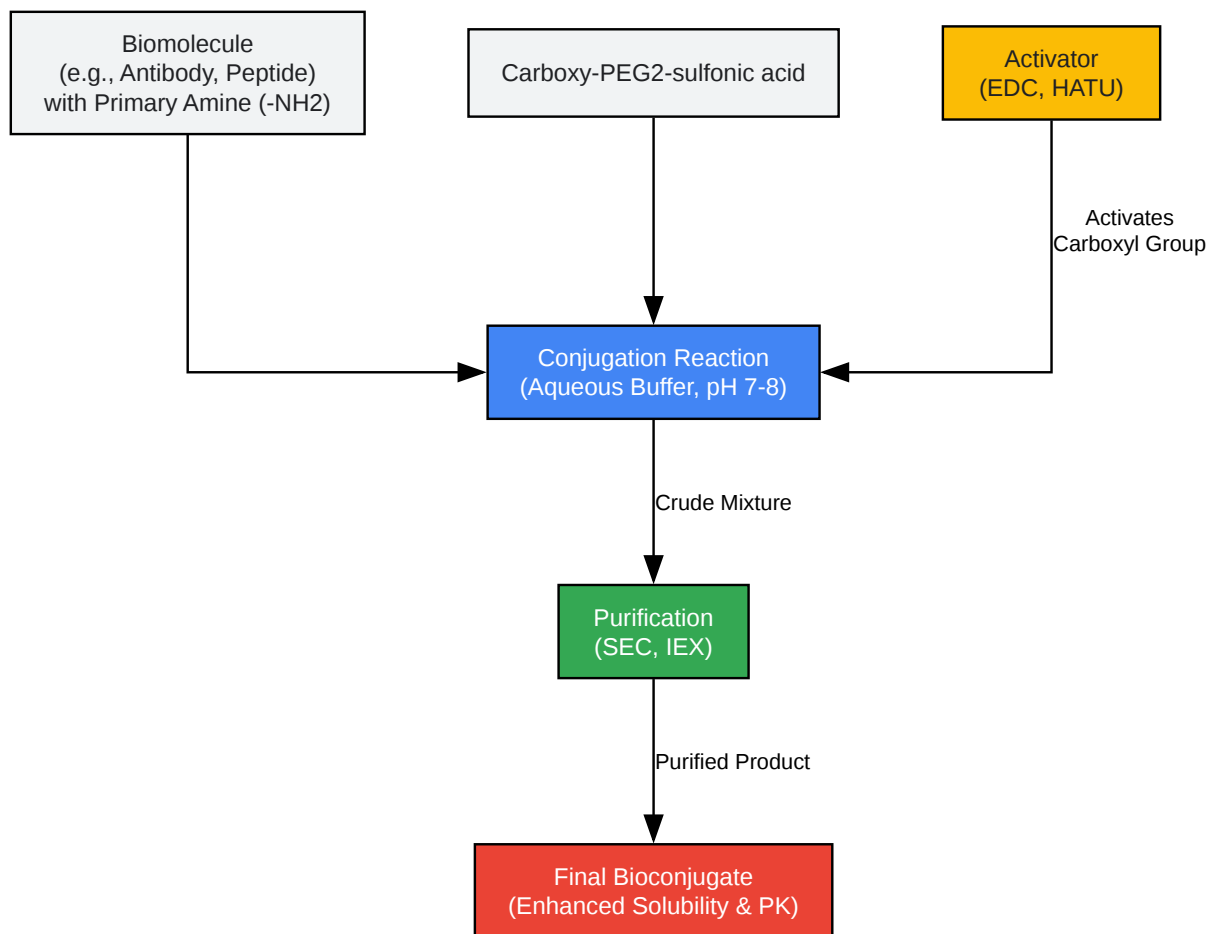 Biomolecule
(e.g., Antibody, Peptide)
with Primary Amine (-NH2)
Carboxy-PEG2-sulfonic acid
Activator
(EDC, HATU)
Activates
Carboxyl Group
Conjugation Reaction
(Aqueous Buffer, pH 7-8)
Crude Mixture
Purification
(SEC, IEX)
Purified Product
Final Bioconjugate
(Enhanced Solubility & PK)